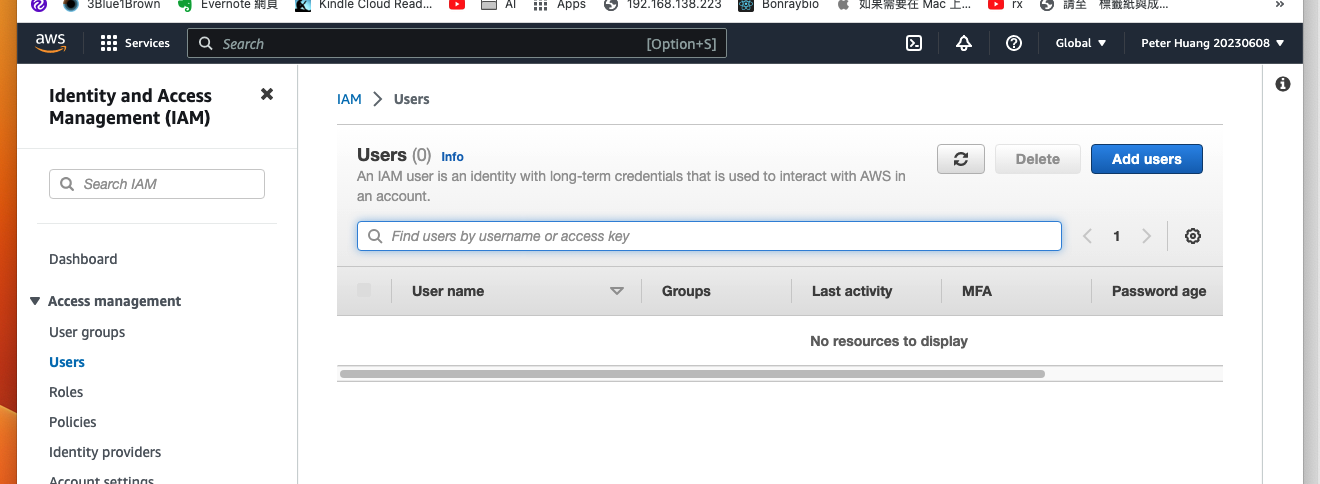 3Blue1Brown
Evernote 網頁
Kindle Cloud Read...
AI
Apps
192.168.138.223
Bonraybio
如果需要在 Mac 上...
rx
請至 標籤紙與成...
»
aws
Services
Search
[Option+S]
Global
Peter Huang 20230608
Identity and Access
Management (IAM)
Search IAM
Dashboard
Access management
User groups
Users
Roles
Policies
Identity providers
Account settings
IAM > Users
Users (0) Info
An IAM user is an identity with long-term credentials that is used to interact with AWS in
an account.
Delete
Add users
Find users by username or access key
1
User name
Groups
Last activity
MFA
Password age
No resources to display